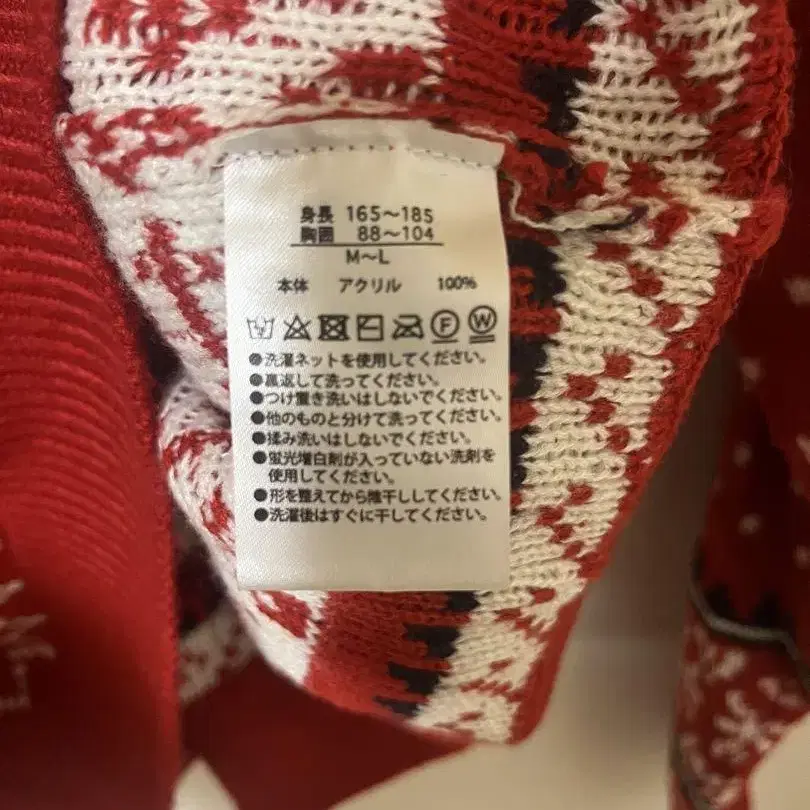 身長 165～185
胸囲 88～104
M～L
本体 アクリル 100%
F W
●洗濯ネットを使用してください。
●裏返して洗ってください。
●つけ置き洗いはしないでください。
●他のものと分けて洗ってください。
●揉み洗いはしないでください。
●蛍光増白剤が入っていない洗剤を
使用してください。
●形を整えてから陰干ししてください。
●洗濯後はすぐに干してください。